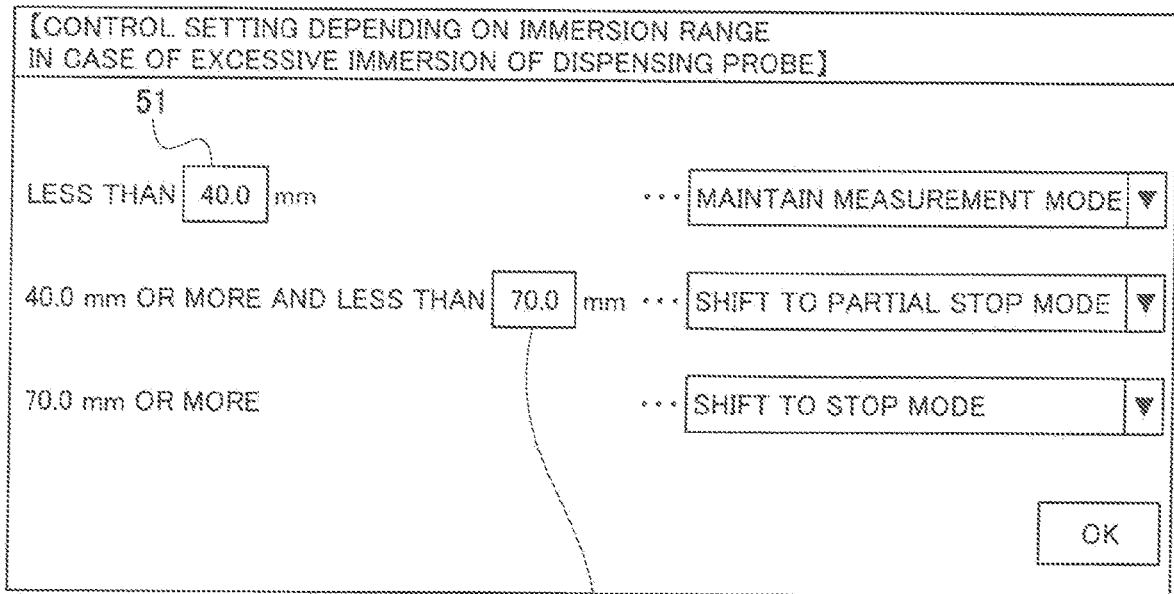 【CONTROL SETTING DEPENDING ON IMMERSION RANGE
IN CASE OF EXCESSIVE IMMERSION OF DISPENSING PROBE】
51
LESS THAN 40.0 mm ・・・ MAINTAIN MEASUREMENT MODE ▼
40.0 mm OR MORE AND LESS THAN 70.0 mm ・・・ SHIFT TO PARTIAL STOP MODE ▼
70.0 mm OR MORE ・・・ SHIFT TO STOP MODE ▼
OK